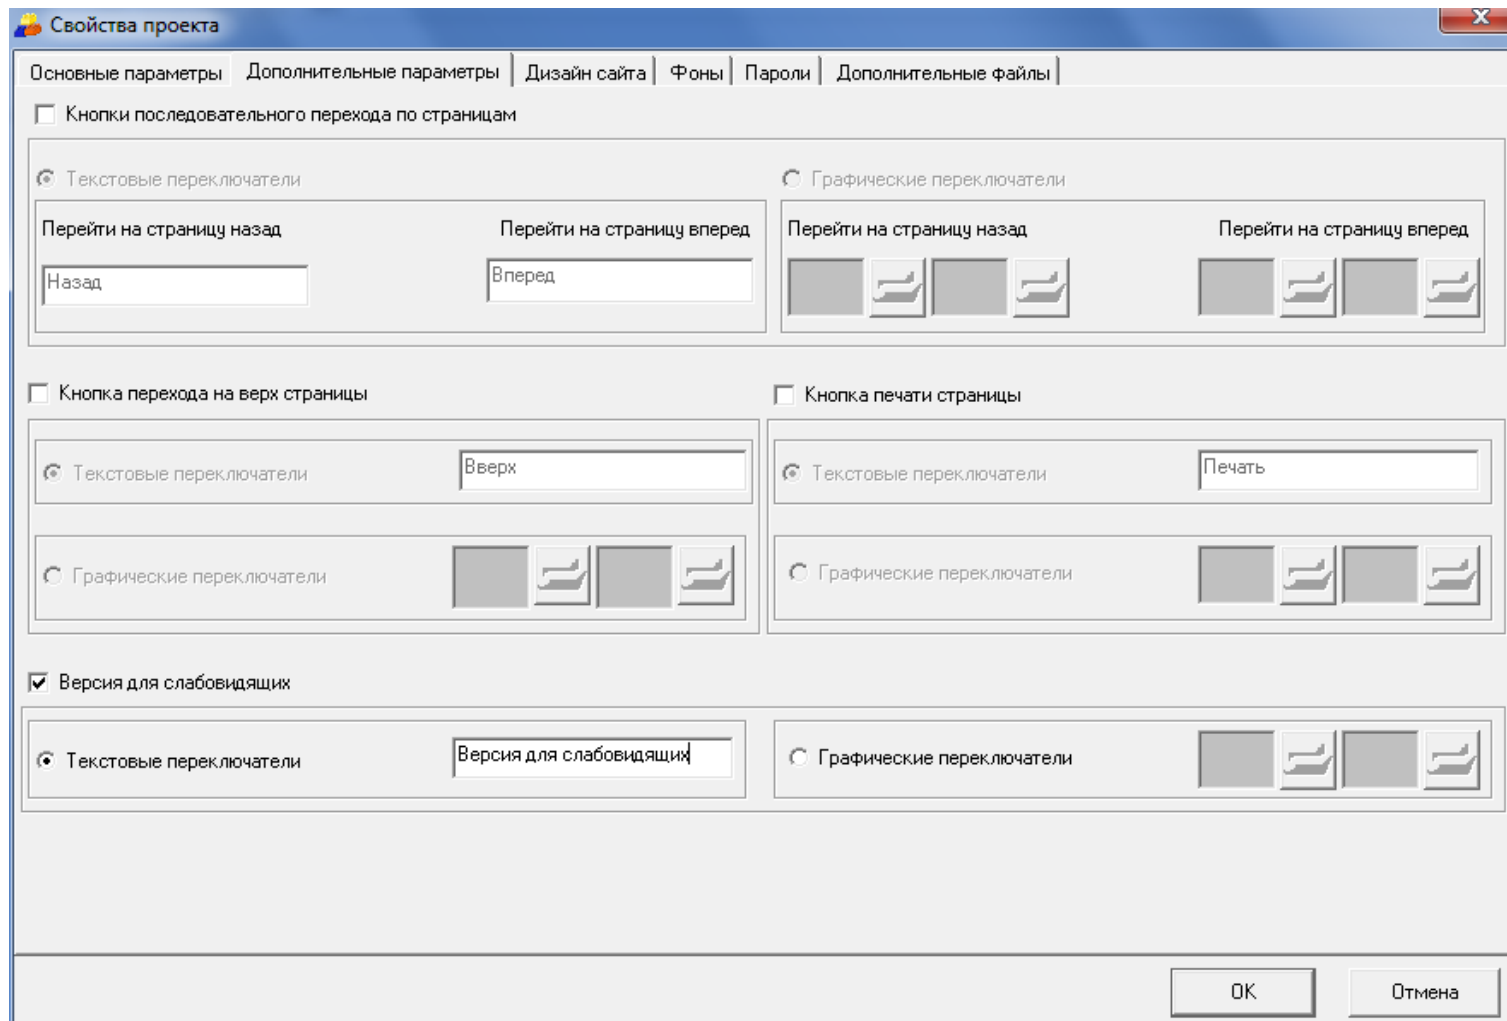 Свойства проекта
Основные параметры Дополнительные параметры Дизайн сайта Фоны Пароли Дополнительные файлы
Кнопки последовательного перехода по страницам
Текстовые переключатели Графические переключатели
Перейти на страницу назад Перейти на страницу вперед Перейти на страницу назад Перейти на страницу вперед
Назад Вперед
Кнопка перехода на верх страницы Кнопка печати страницы
Текстовые переключатели Вверх Текстовые переключатели Печать
Графические переключатели Графические переключатели
Версия для слабовидящих
Текстовые переключатели Версия для слабовидящих Графические переключатели
OK Отмена